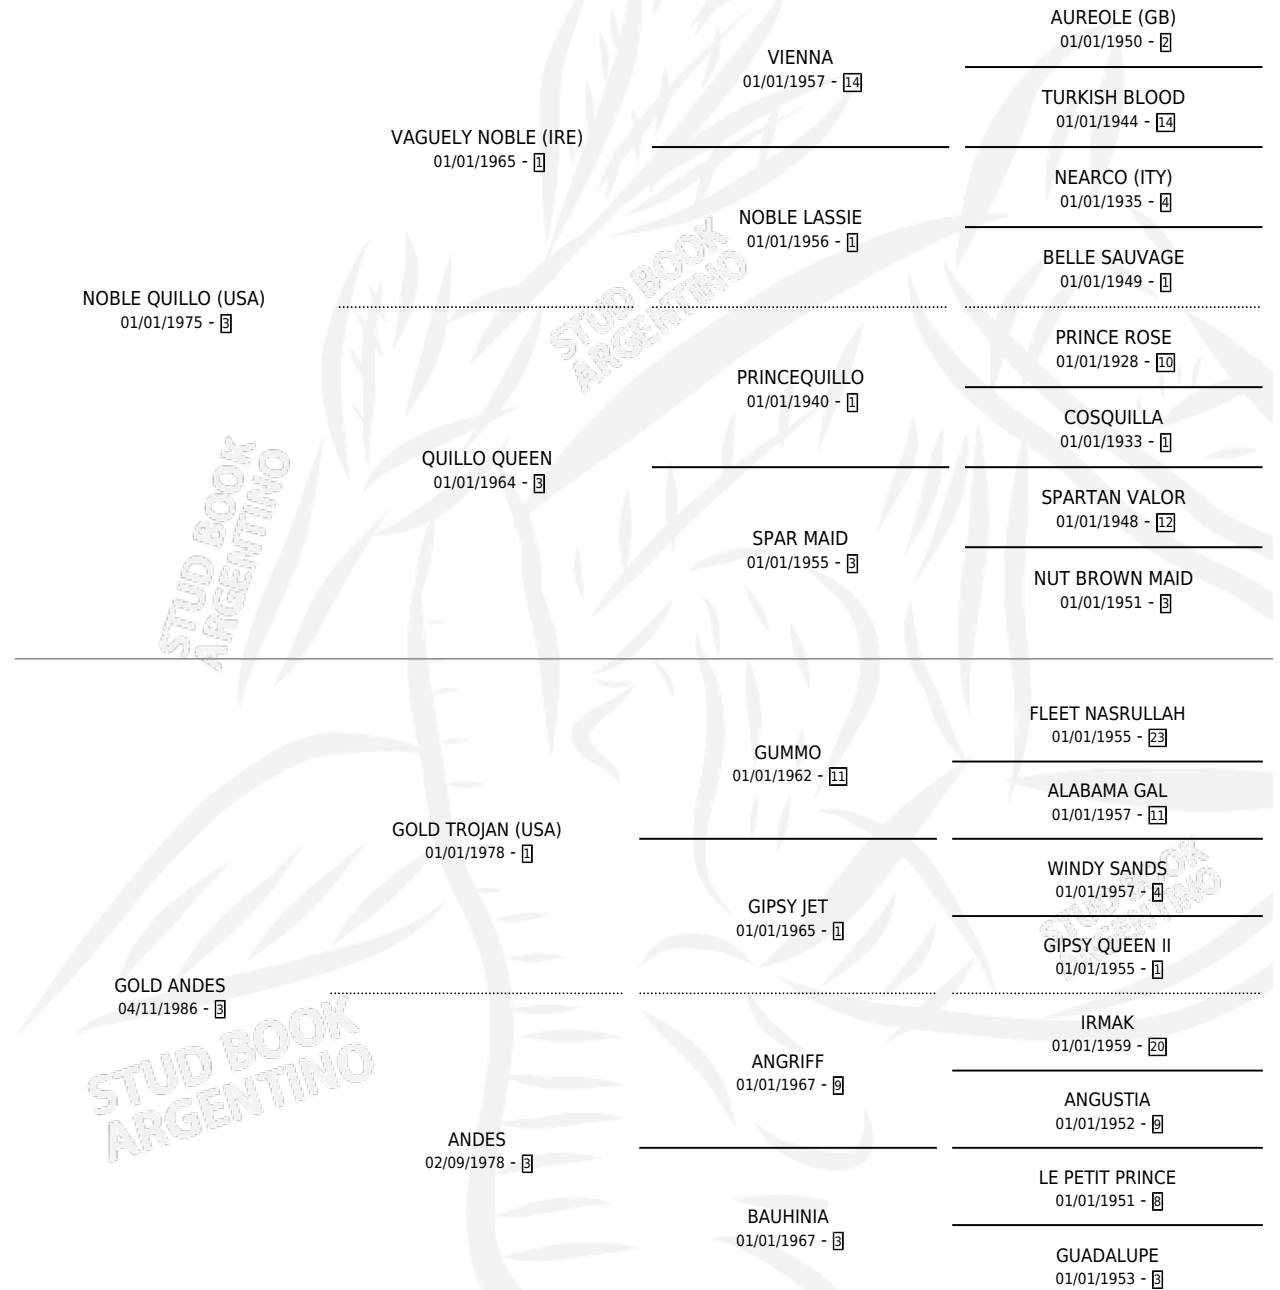 AUREOLE (GB)
01/01/1950 - 2
VIENNA
01/01/1957 - 14
TURKISH BLOOD
01/01/1944 - 14
VAGUELY NOBLE (IRE)
01/01/1965 - 1
NEARCO (ITY)
01/01/1935 - 4
NOBLE LASSIE
01/01/1956 - 1
BELLE SAUVAGE
01/01/1949 - 1
NOBLE QUILLO (USA)
01/01/1975 - 3
PRINCE ROSE
01/01/1928 - 10
PRINCEQUILLO
01/01/1940 - 1
COSQUILLA
01/01/1933 - 1
QUILLO QUEEN
01/01/1964 - 3
SPARTAN VALOR
01/01/1948 - 12
SPAR MAID
01/01/1955 - 3
NUT BROWN MAID
01/01/1951 - 3
STUD BOOK
ARGENTINO
STUD BOOK
ARGENTINO
FLEET NASRULLAH
01/01/1955 - 23
GUMMO
01/01/1962 - 11
ALABAMA GAL
01/01/1957 - 11
GOLD TROJAN (USA)
01/01/1978 - 1
WINDY SANDS
01/01/1957 - 4
GIPSY JET
01/01/1965 - 1
GIPSY QUEEN II
01/01/1955 - 1
GOLD ANDES
04/11/1986 - 3
IRMAK
01/01/1959 - 20
ANGRIFF
01/01/1967 - 9
ANGUSTIA
01/01/1952 - 9
ANDES
02/09/1978 - 3
LE PETIT PRINCE
01/01/1951 - 8
BAUHINIA
01/01/1967 - 3
GUADALUPE
01/01/1953 - 3
STUD BOOK
ARGENTINO
STUD BOOK
ARGENTINO